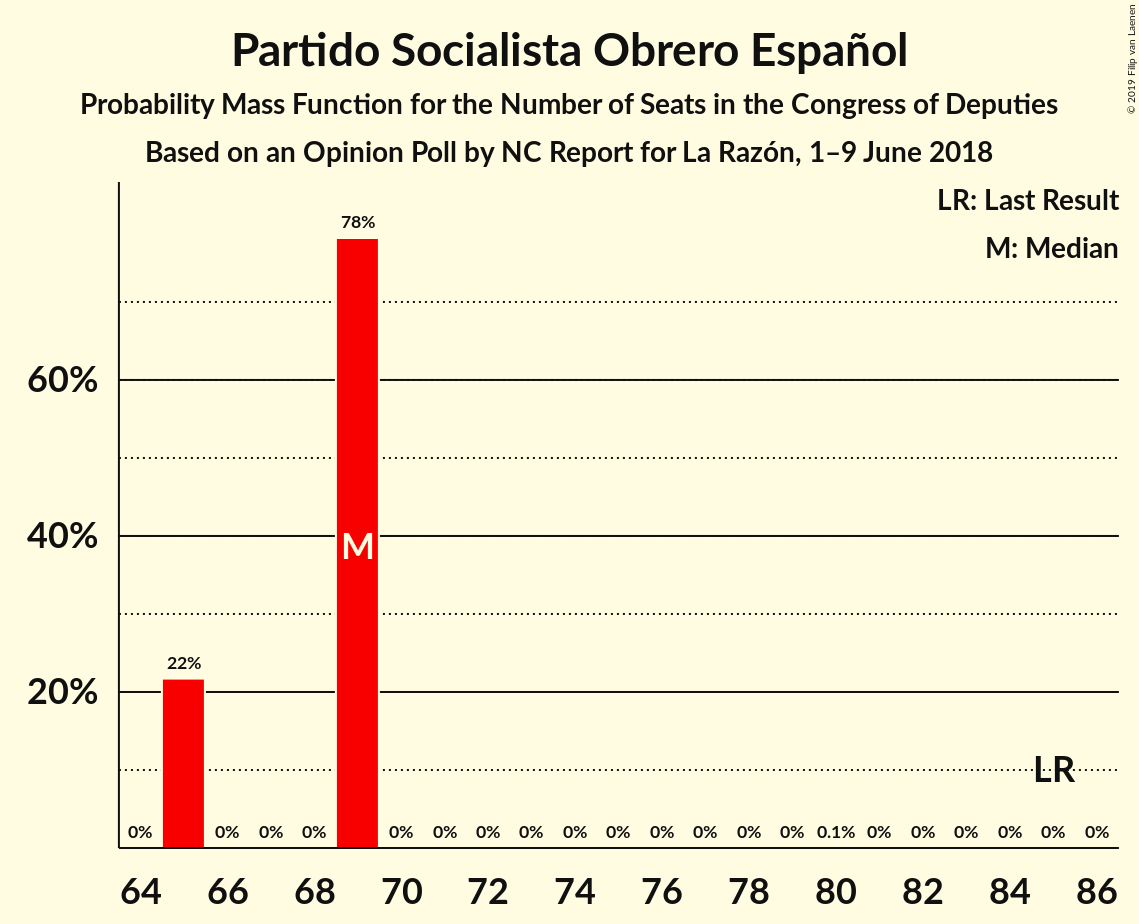 Partido Socialista Obrero Español
Probability Mass Function for the Number of Seats in the Congress of Deputies
Based on an Opinion Poll by NC Report for La Razón, 1–9 June 2018
© 2019 Filip van Laenen
LR: Last Result
M: Median
78%
60%
40%
M
22%
20%
LR
0% 0% 0% 0% 0% 0% 0% 0% 0% 0% 0% 0% 0% 0% 0.1% 0% 0% 0% 0% 0% 0%
64 66 68 70 72 74 76 78 80 82 84 86